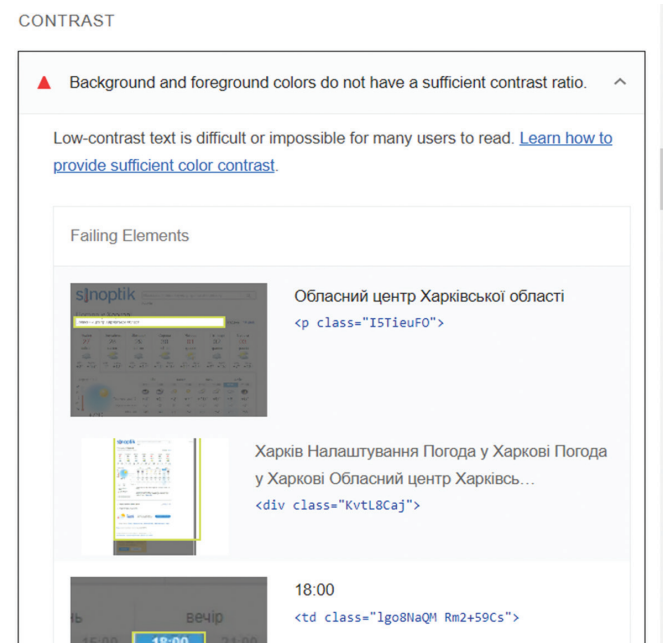 CONTRAST
Background and foreground colors do not have a sufficient contrast ratio.
Low-contrast text is difficult or impossible for many users to read. Learn how to
provide sufficient color contrast.
Failing Elements
sinoptik
Обласний центр Харківської області
<p class="I5TieuFO">
Харків Налаштування Погода у Харкові Погода
у Харкові Обласний центр Харківсь…
<div class="KvtL8Caj">
18:00
<td class="lgo8NaQM Rm2+59Cs">
вечір
18:00